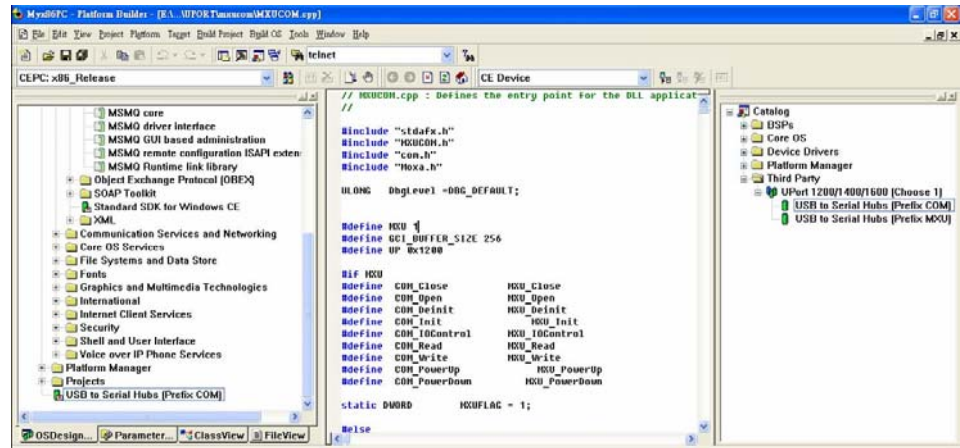 Myx86PC - Platform Builder - [E:\...\UPORT\mxucom\MXUCOM.cpp]
File Edit View Project Platform Tagget Build Project Build OS Tools Window Help
telnet
CEPC: x86_Release
CE Device
MSMQ core
MSMQ driver interface
MSMQ GUI based administration
MSMQ remote configuration ISAPI exten
MSMQ Runtime link library
Object Exchange Protocol (OBEX)
SOAP Toolkit
Standard SDK for Windows CE
XML
Communication Services and Networking
Core OS Services
File Systems and Data Store
Fonts
Graphics and Multimedia Technologies
International
Internet Client Services
Security
Shell and User Interface
Voice over IP Phone Services
Platform Manager
Projects
USB to Serial Hubs (Prefix COM)
OSDesign... Parameter... ClassView FileView
// MXUCOM.cpp : Defines the entry point for the DLL applicat
//
#include "stdafx.h"
#include "MXUCOM.h"
#include "com.h"
#include "Moxa.h"
ULONG DbgLevel =DBG_DEFAULT;
#define MXU 1
#define GCI_BUFFER_SIZE 256
#define UP 0x1200
#if MXU
#define COM_Close MXU_Close
#define COM_Open MXU_Open
#define COM_Deinit MXU_Deinit
#define COM_Init MXU_Init
#define COM_IOControl MXU_IOControl
#define COM_Read MXU_Read
#define COM_Write MXU_Write
#define COM_PowerUp MXU_PowerUp
#define COM_PowerDown MXU_PowerDown
static DWORD MXUFLAG = 1;
#else
Catalog
BSPs
Core OS
Device Drivers
Platform Manager
Third Party
UPort 1200/1400/1600 (Choose 1)
USB to Serial Hubs (Prefix COM)
USB to Serial Hubs (Prefix MXU)